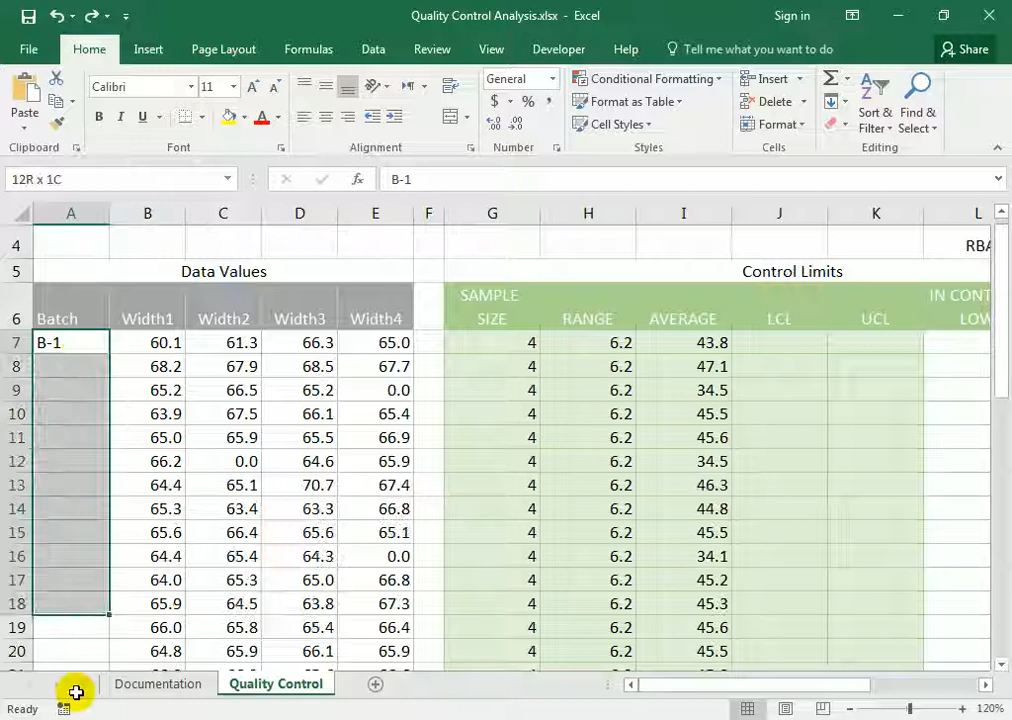 Quality Control Analysis.xlsx - Excel
Sign in
File Home Insert Page Layout Formulas Data Review View Developer Help Tell me what you want to do Share
Paste
Calibri 11
B I U A
General
$ % ,
Conditional Formatting
Format as Table
Cell Styles
Insert
Delete
Format
Σ
Sort & Filter
Find & Select
Clipboard Font Alignment Number Styles Cells Editing
12R x 1C fx B-1
A B C D E F G H I J K L
4 RBA
5 Data Values Control Limits
SAMPLE IN CONT
6 Batch Width1 Width2 Width3 Width4 SIZE RANGE AVERAGE LCL UCL LOW
7 B-1 60.1 61.3 66.3 65.0 4 6.2 43.8
8 68.2 67.9 68.5 67.7 4 6.2 47.1
9 65.2 66.5 65.2 0.0 4 6.2 34.5
10 63.9 67.5 66.1 65.4 4 6.2 45.5
11 65.0 65.9 65.5 66.9 4 6.2 45.6
12 66.2 0.0 64.6 65.9 4 6.2 34.5
13 64.4 65.1 70.7 67.4 4 6.2 46.3
14 65.3 63.4 63.3 66.8 4 6.2 44.8
15 65.6 66.4 65.6 65.1 4 6.2 45.5
16 64.4 65.4 64.3 0.0 4 6.2 34.1
17 64.0 65.3 65.0 66.8 4 6.2 45.2
18 65.9 64.5 63.8 67.3 4 6.2 45.3
19 66.0 65.8 65.4 66.4 4 6.2 45.6
20 64.8 65.9 66.1 65.9 4 6.2 45.5
Documentation Quality Control
Ready 120%